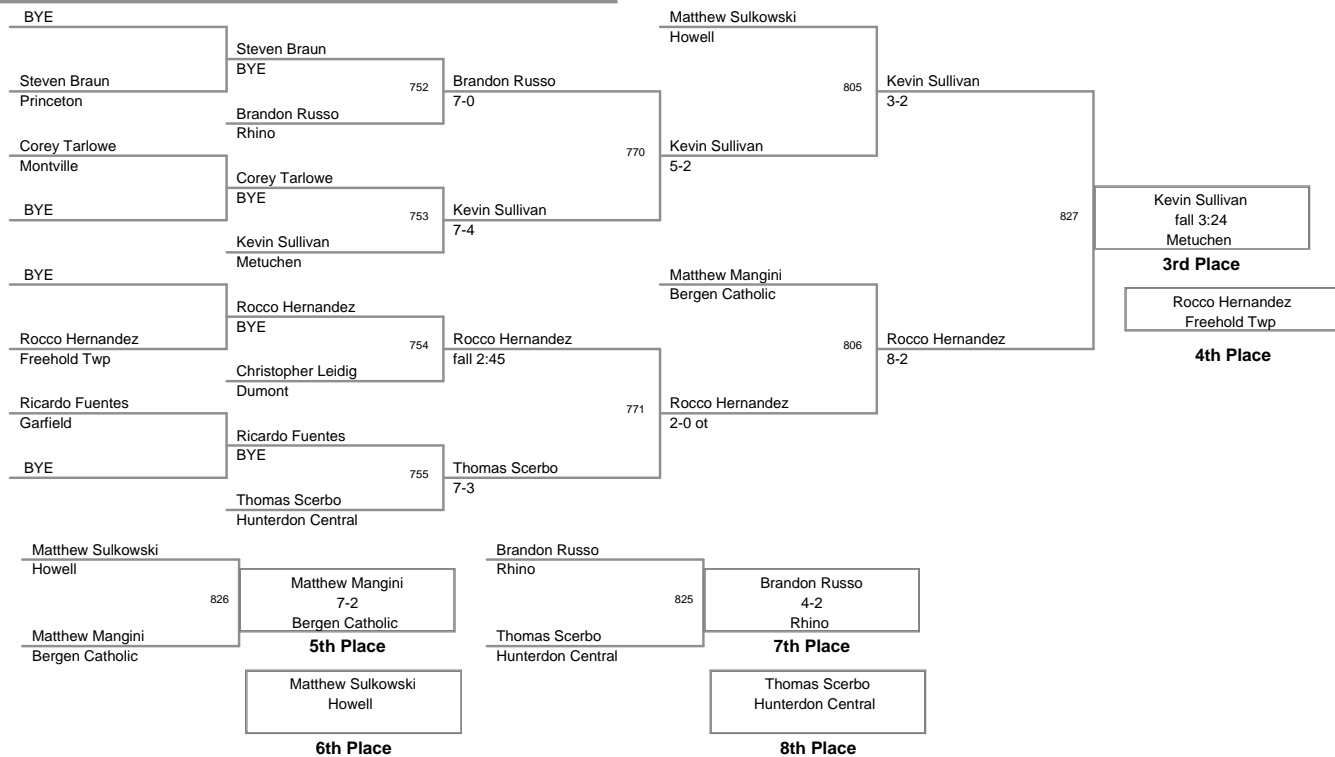 BYE
Steven Braun
Princeton
Corey Tarlowe
Montville
BYE
BYE
Rocco Hernandez
Freehold Twp
Ricardo Fuentes
Garfield
BYE
Steven Braun
BYE
752
Brandon Russo
Rhino
Corey Tarlowe
BYE
753
Kevin Sullivan
Metuchen
Rocco Hernandez
BYE
754
Christopher Leidig
Dumont
Ricardo Fuentes
BYE
755
Thomas Scerbo
Hunterdon Central
Brandon Russo
7-0
770
Kevin Sullivan
7-4
Rocco Hernandez
fall 2:45
771
Thomas Scerbo
7-3
Matthew Sulkowski
Howell
805
Kevin Sullivan
5-2
Matthew Mangini
Bergen Catholic
806
Rocco Hernandez
2-0 ot
Kevin Sullivan
3-2
827
Rocco Hernandez
8-2
Kevin Sullivan
fall 3:24
Metuchen
3rd Place
Rocco Hernandez
Freehold Twp
4th Place
Matthew Sulkowski
Howell
826
Matthew Mangini
Bergen Catholic
Matthew Mangini
7-2
Bergen Catholic
5th Place
Matthew Sulkowski
Howell
6th Place
Brandon Russo
Rhino
825
Thomas Scerbo
Hunterdon Central
Brandon Russo
4-2
Rhino
7th Place
Thomas Scerbo
Hunterdon Central
8th Place